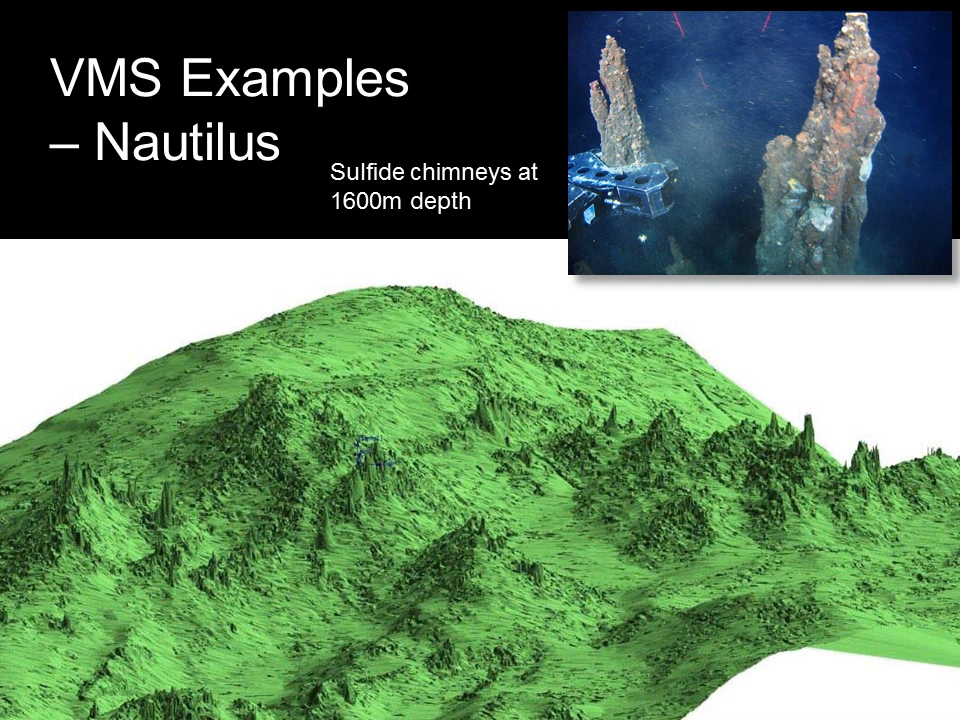 VMS Examples
– Nautilus
Sulfide chimneys at
1600m depth